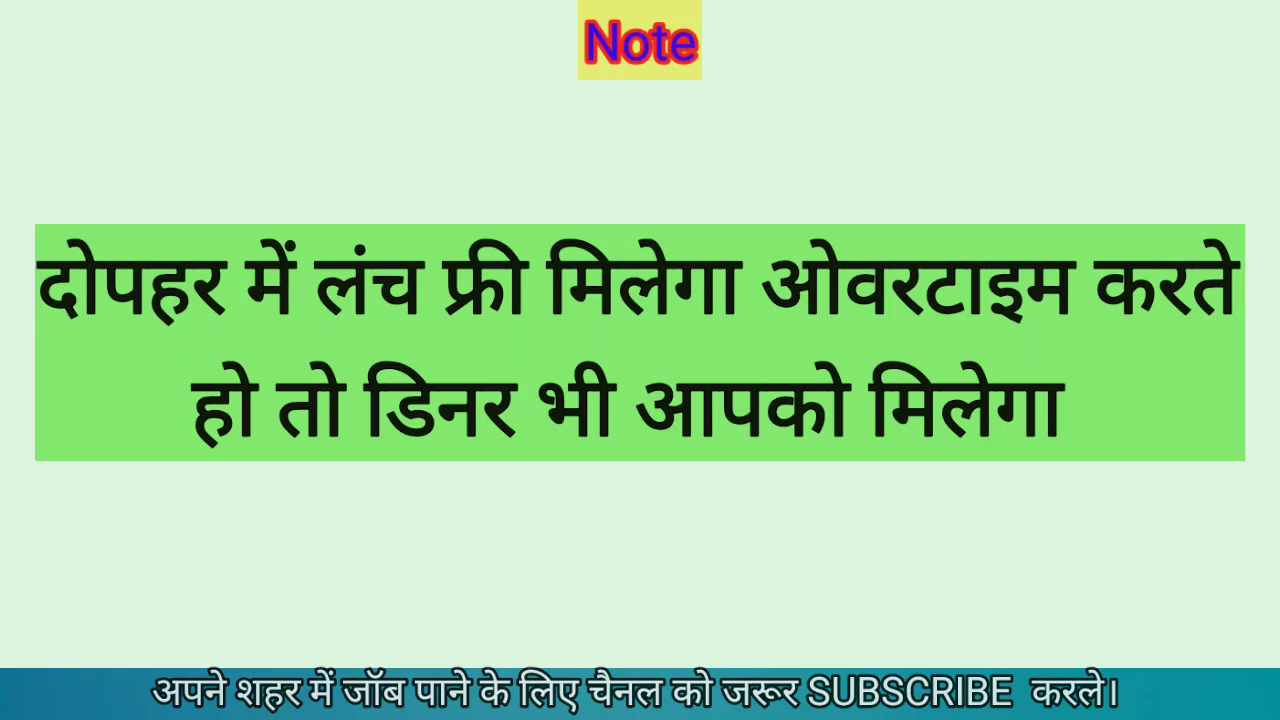 Note
दोपहर में लंच फ्री मिलेगा ओवरटाइम करते
हो तो डिनर भी आपको मिलेगा
अपने शहर में जॉब पाने के लिए चैनल को जरूर SUBSCRIBE करले।